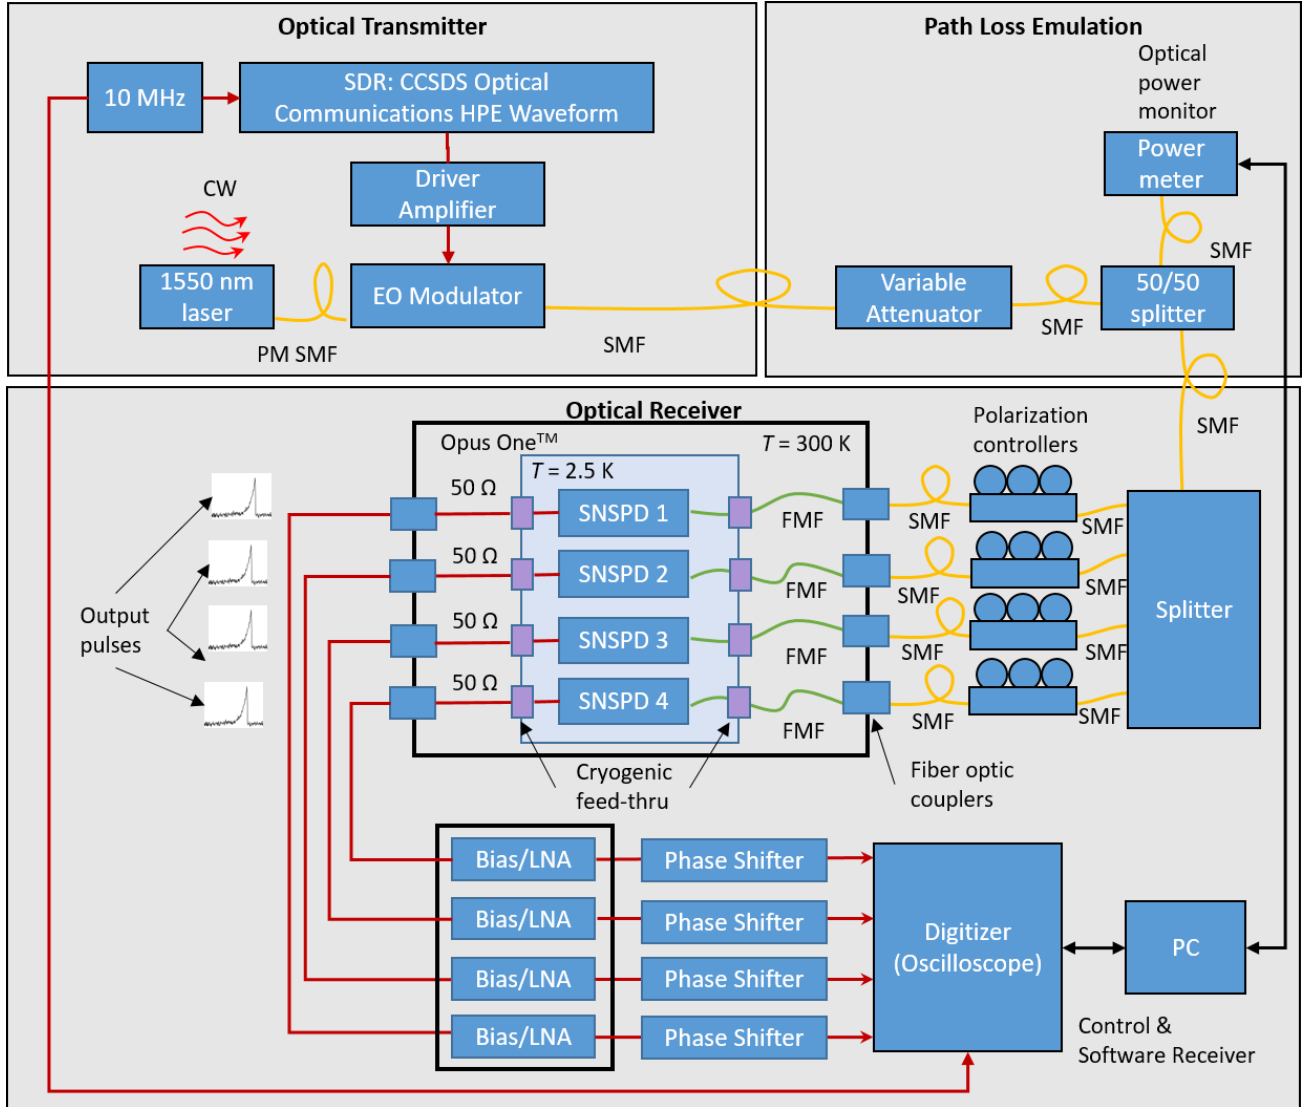 Optical Transmitter
10 MHz
SDR: CCSDS Optical
Communications HPE Waveform
Driver
Amplifier
CW
1550 nm
laser
EO Modulator
PM SMF
SMF
Path Loss Emulation
Optical
power
monitor
Power
meter
SMF
Variable
Attenuator
SMF
50/50
splitter
SMF
Optical Receiver
Opus One™
T = 300 K
T = 2.5 K
Polarization
controllers
50 Ω
SNSPD 1
FMF
SMF
SMF
50 Ω
SNSPD 2
FMF
SMF
SMF
50 Ω
SNSPD 3
FMF
SMF
SMF
50 Ω
SNSPD 4
FMF
SMF
SMF
Splitter
Output
pulses
Cryogenic
feed-thru
Fiber optic
couplers
Bias/LNA
Phase Shifter
Bias/LNA
Phase Shifter
Bias/LNA
Phase Shifter
Bias/LNA
Phase Shifter
Digitizer
(Oscilloscope)
PC
Control &
Software Receiver